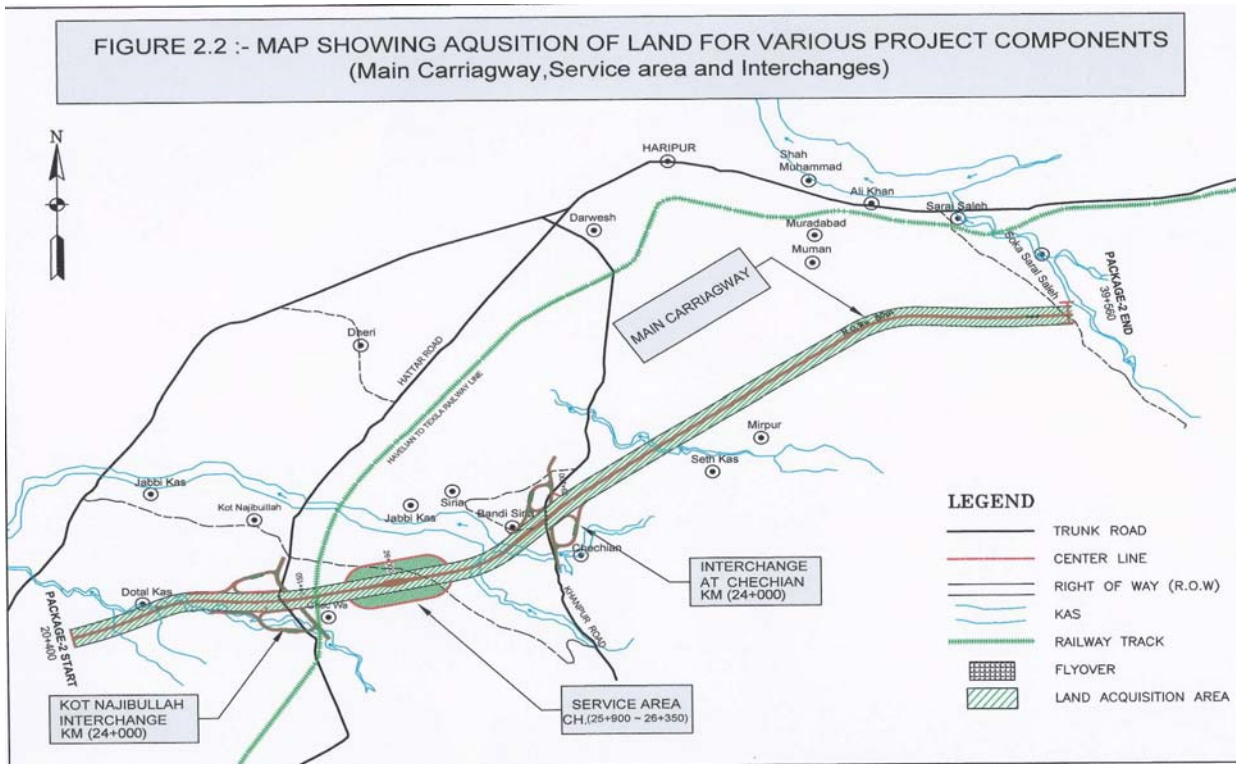 FIGURE 2.2 :- MAP SHOWING AQUSITION OF LAND FOR VARIOUS PROJECT COMPONENTS
(Main Carriagway,Service area and Interchanges)
N
HARIPUR
Shah
Muhammad
Ali Khan
Sarai Saleh
Darwesh
Muradabad
Muman
Soka Saral Saleh
PACKAGE-2 END
39+560
MAIN CARRIAGWAY
Dheri
HATTAR ROAD
HAVELIAN TO TEXILA RAILWAY LINE
Mirpur
Seth Kas
Jabbi Kas
Kot Najibullah
Jabbi Kas
Siria
Bandi Siria
Chechian
Dotal Kas
PACKAGE-2 START
20+400
KHANPUR ROAD
INTERCHANGE
AT CHECHIAN
KM (24+000)
KOT NAJIBULLAH
INTERCHANGE
KM (24+000)
SERVICE AREA
CH.(25+900 ~ 26+350)
LEGEND
TRUNK ROAD
CENTER LINE
RIGHT OF WAY (R.O.W)
KAS
RAILWAY TRACK
FLYOVER
LAND ACQUISITION AREA